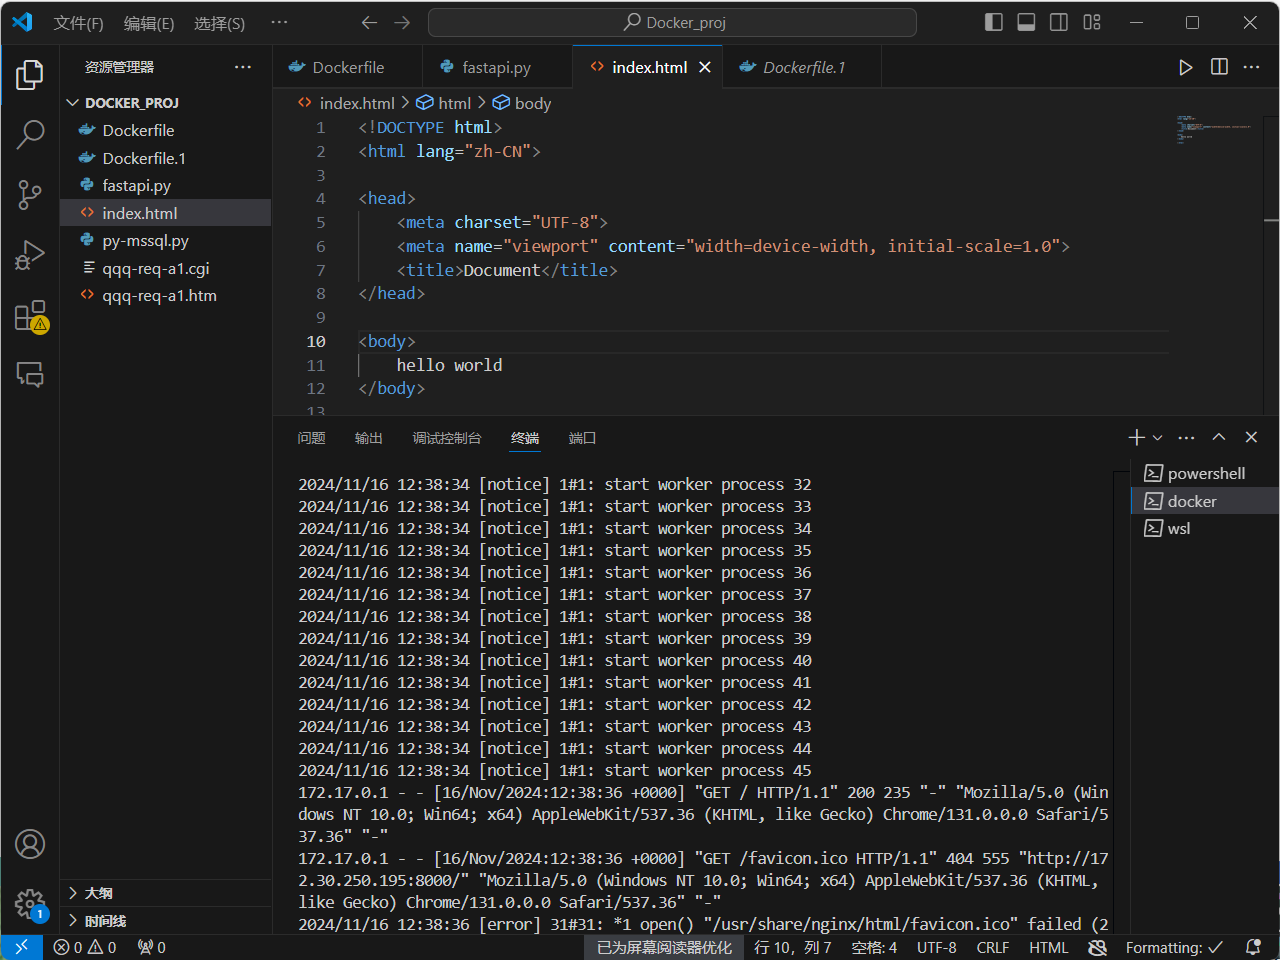 文件(F) 编辑(E) 选择(S) ··· Docker_proj
资源管理器 ···
DOCKER_PROJ
Dockerfile
Dockerfile.1
fastapi.py
index.html
py-mssql.py
qqq-req-a1.cgi
qqq-req-a1.htm
大纲
时间线
Dockerfile fastapi.py index.html Dockerfile.1
index.html > html > body
1 <!DOCTYPE html>
2 <html lang="zh-CN">
3
4 <head>
5 <meta charset="UTF-8">
6 <meta name="viewport" content="width=device-width, initial-scale=1.0">
7 <title>Document</title>
8 </head>
9
10 <body>
11 hello world
12 </body>
13
问题 输出 调试控制台 终端 端口
2024/11/16 12:38:34 [notice] 1#1: start worker process 32
2024/11/16 12:38:34 [notice] 1#1: start worker process 33
2024/11/16 12:38:34 [notice] 1#1: start worker process 34
2024/11/16 12:38:34 [notice] 1#1: start worker process 35
2024/11/16 12:38:34 [notice] 1#1: start worker process 36
2024/11/16 12:38:34 [notice] 1#1: start worker process 37
2024/11/16 12:38:34 [notice] 1#1: start worker process 38
2024/11/16 12:38:34 [notice] 1#1: start worker process 39
2024/11/16 12:38:34 [notice] 1#1: start worker process 40
2024/11/16 12:38:34 [notice] 1#1: start worker process 41
2024/11/16 12:38:34 [notice] 1#1: start worker process 42
2024/11/16 12:38:34 [notice] 1#1: start worker process 43
2024/11/16 12:38:34 [notice] 1#1: start worker process 44
2024/11/16 12:38:34 [notice] 1#1: start worker process 45
172.17.0.1 - - [16/Nov/2024:12:38:36 +0000] "GET / HTTP/1.1" 200 235 "-" "Mozilla/5.0 (Win
dows NT 10.0; Win64; x64) AppleWebKit/537.36 (KHTML, like Gecko) Chrome/131.0.0.0 Safari/5
37.36" "-"
172.17.0.1 - - [16/Nov/2024:12:38:36 +0000] "GET /favicon.ico HTTP/1.1" 404 555 "http://17
2.30.250.195:8000/" "Mozilla/5.0 (Windows NT 10.0; Win64; x64) AppleWebKit/537.36 (KHTML,
like Gecko) Chrome/131.0.0.0 Safari/537.36" "-"
2024/11/16 12:38:36 [error] 31#31: *1 open() "/usr/share/nginx/html/favicon.ico" failed (2
powershell
docker
wsl
1
0 0 0 已为屏幕阅读器优化 行 10，列 7 空格: 4 UTF-8 CRLF HTML Formatting: ✓